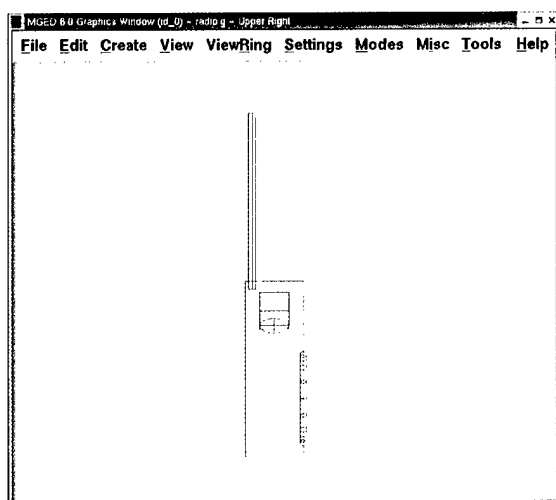 MGED 6.0 Graphics Window (id_0) - radio.g - Upper Right
File Edit Create View ViewRing Settings Modes Misc Tools Help